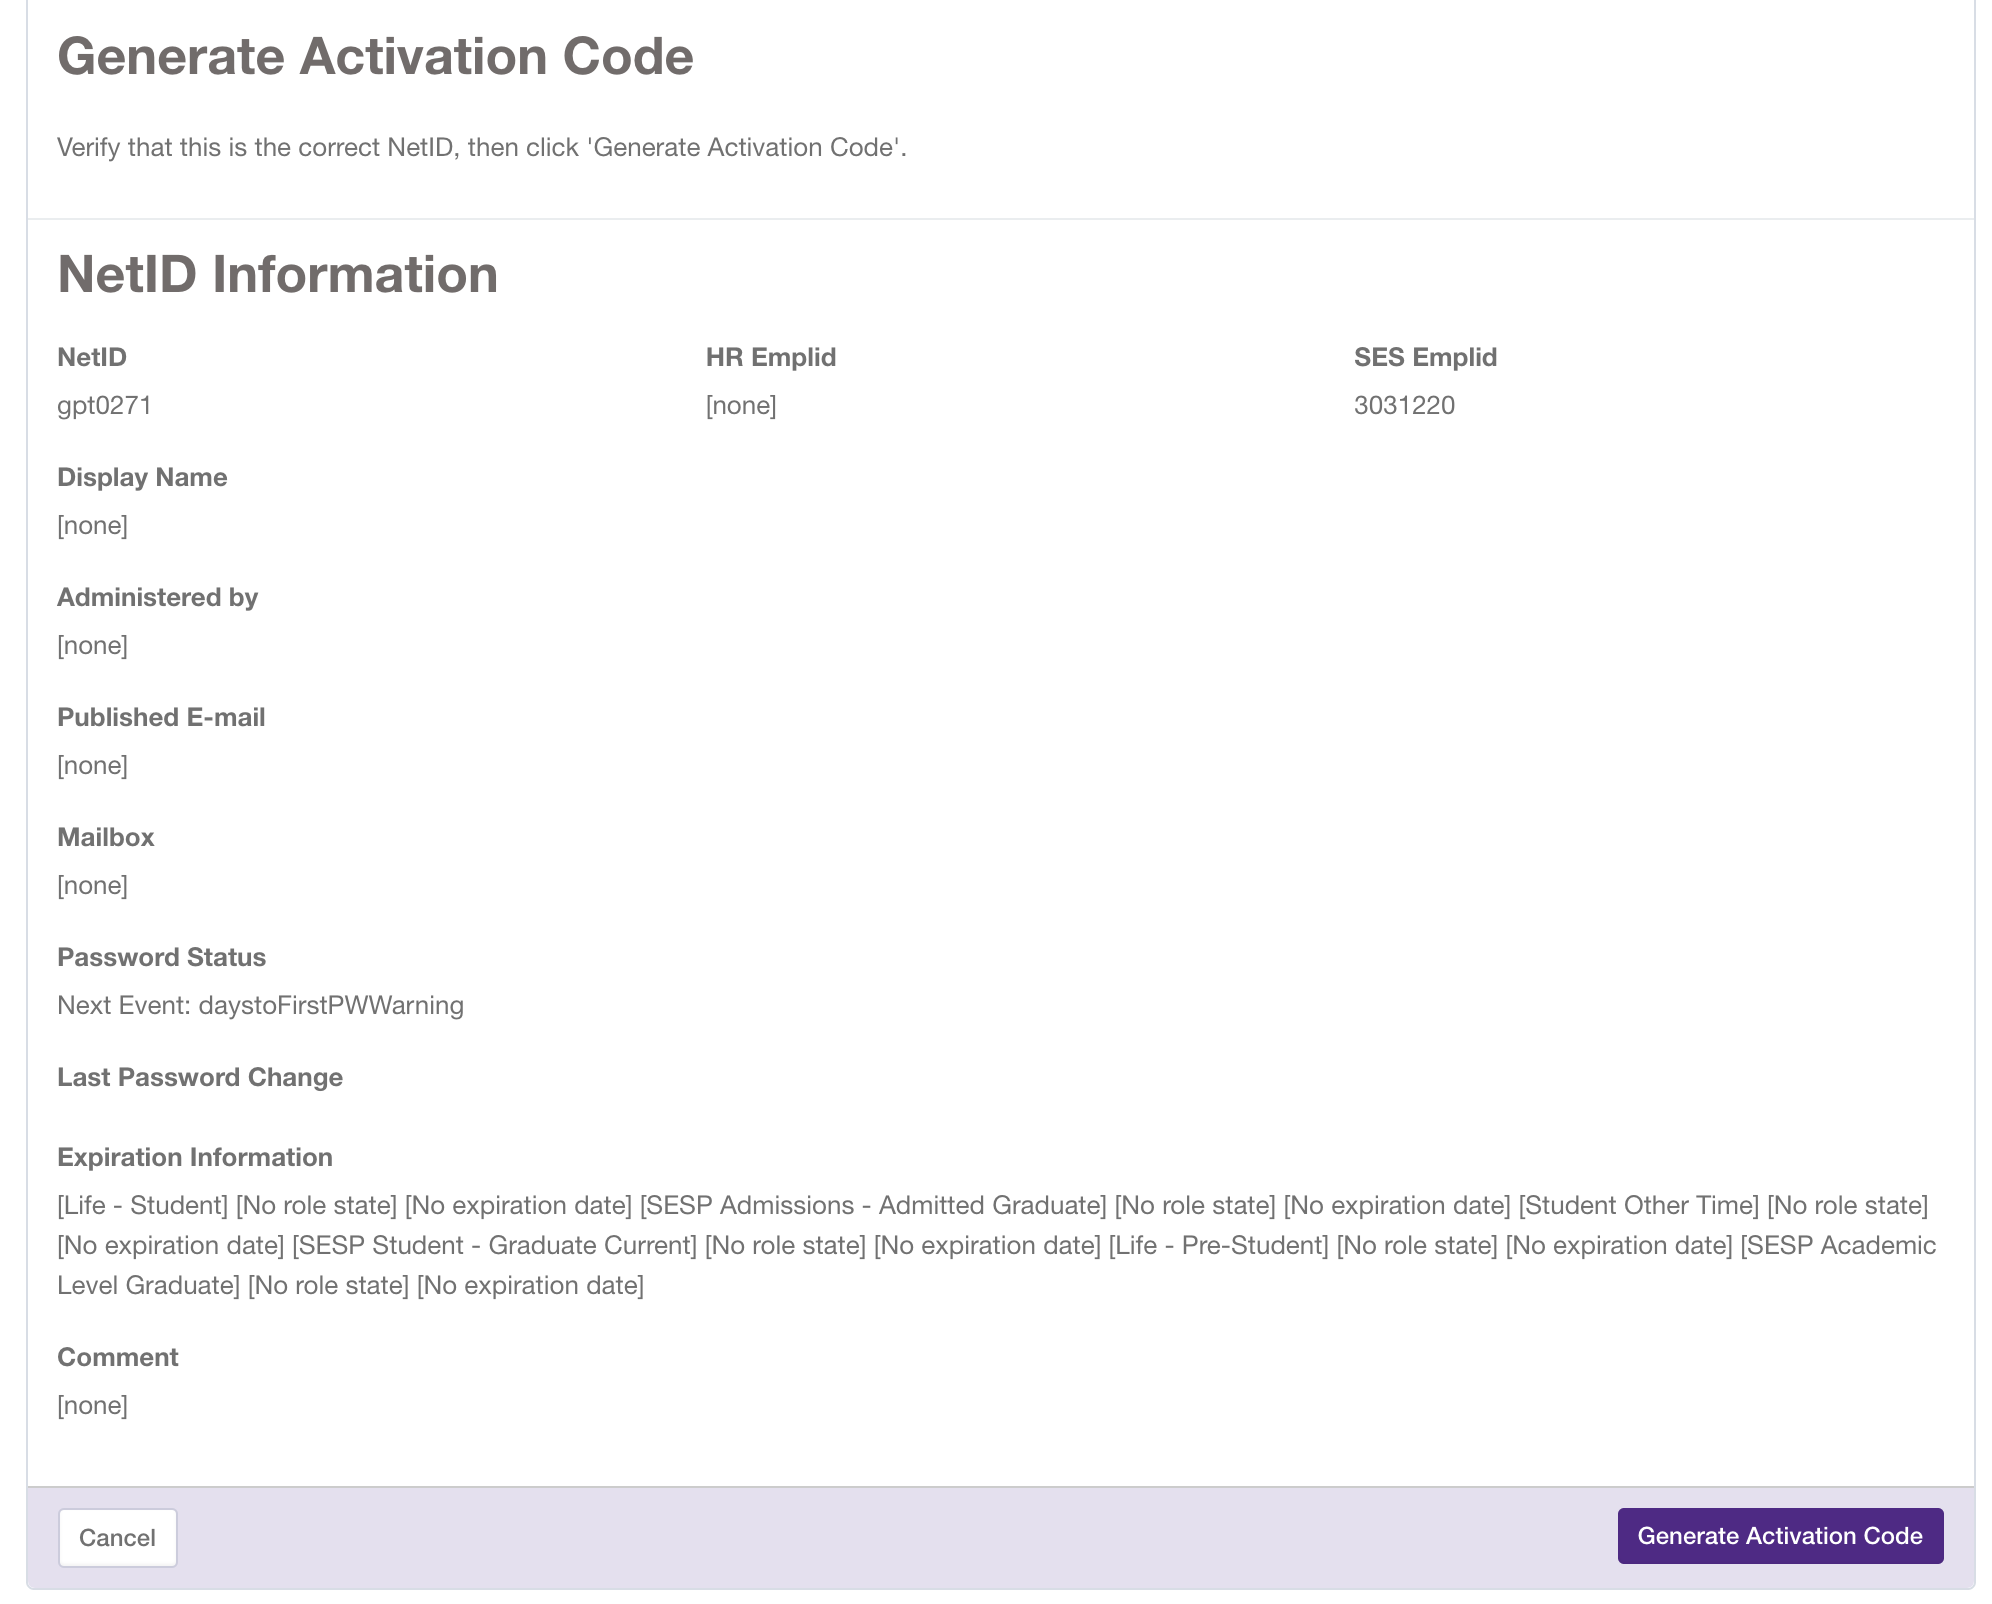 Generate Activation Code
Verify that this is the correct NetID, then click 'Generate Activation Code'.
NetID Information
NetID
HR Emplid
SES Emplid
gpt0271
[none]
3031220
Display Name
[none]
Administered by
[none]
Published E-mail
[none]
Mailbox
[none]
Password Status
Next Event: daystoFirstPWWarning
Last Password Change
Expiration Information
[Life - Student] [No role state] [No expiration date] [SESP Admissions - Admitted Graduate] [No role state] [No expiration date] [Student Other Time] [No role state]
[No expiration date] [SESP Student - Graduate Current] [No role state] [No expiration date] [Life - Pre-Student] [No role state] [No expiration date] [SESP Academic
Level Graduate] [No role state] [No expiration date]
Comment
[none]
Cancel
Generate Activation Code